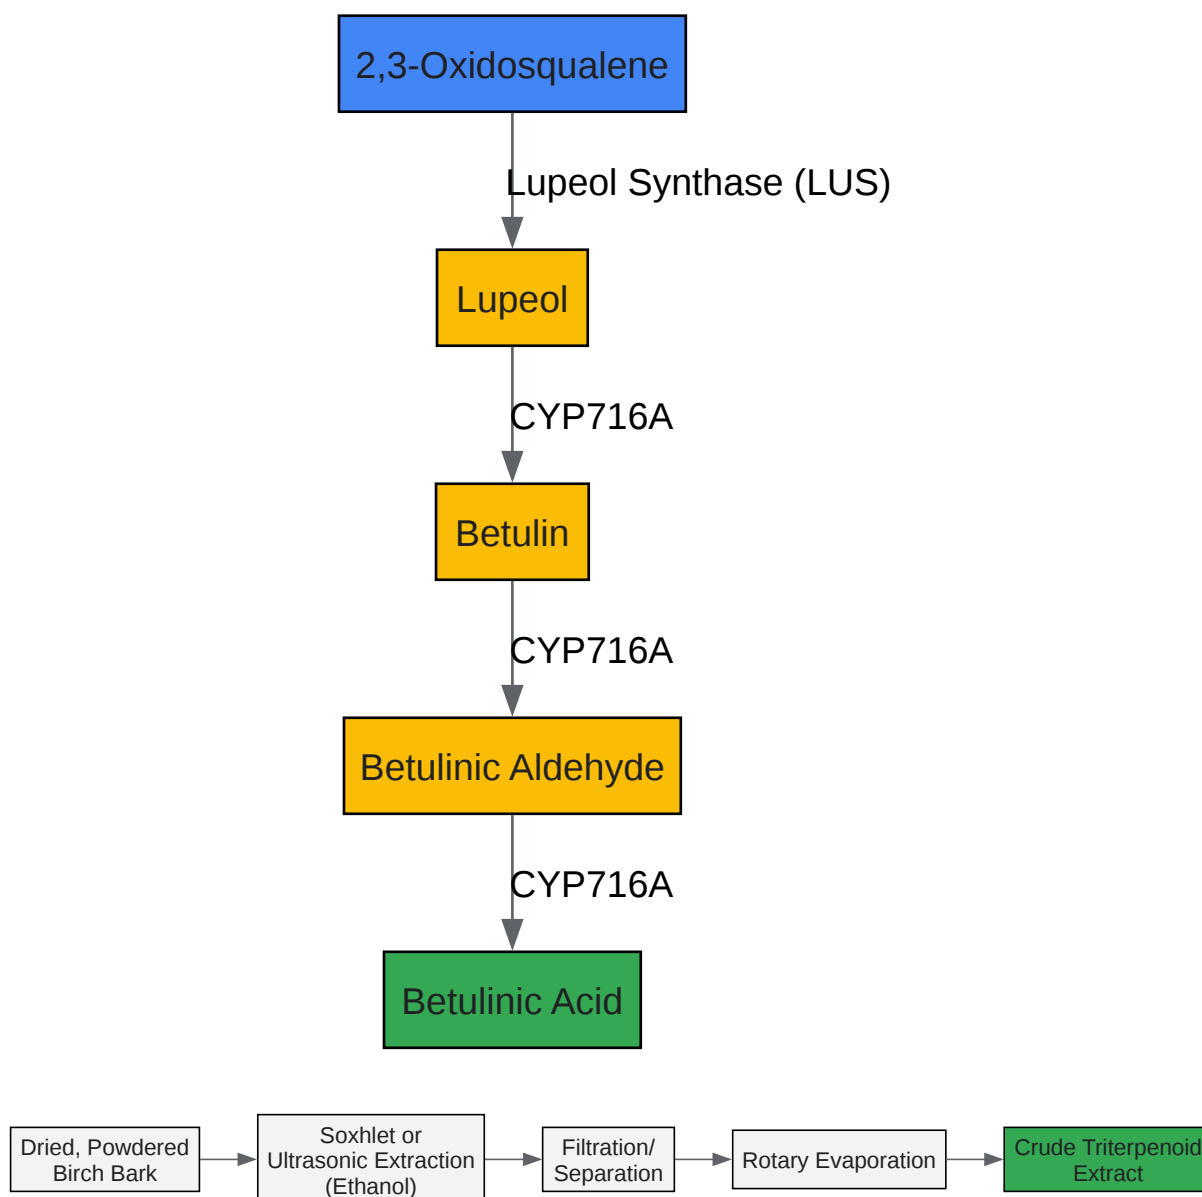 2,3-Oxidosqualene
Lupeol Synthase (LUS)
Lupeol
CYP716A
Betulin
CYP716A
Betulinic Aldehyde
CYP716A
Betulinic Acid
Dried, Powdered
Birch Bark
Soxhlet or
Ultrasonic Extraction
(Ethanol)
Filtration/
Separation
Rotary Evaporation
Crude Triterpenoid
Extract